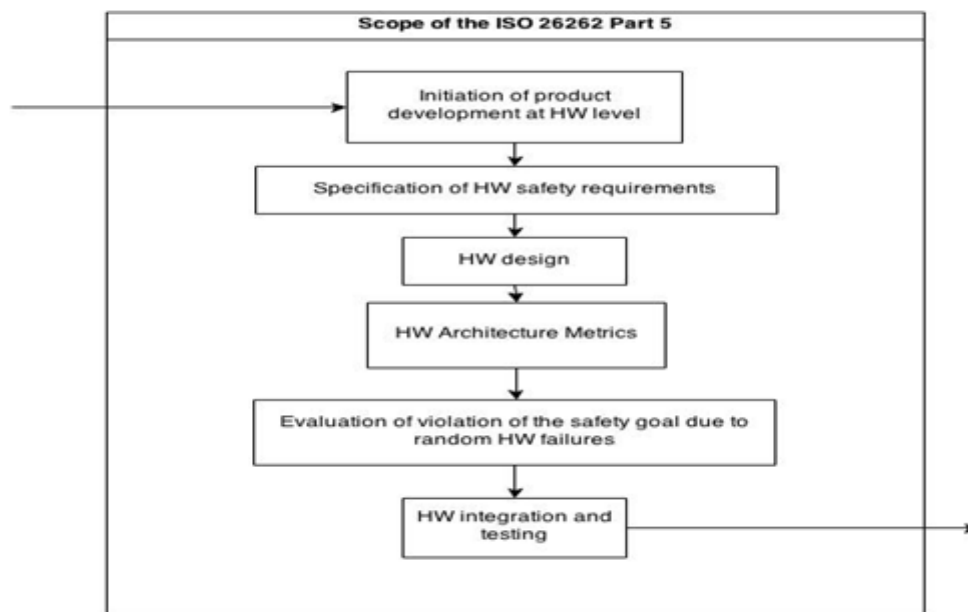 Scope of the ISO 26262 Part 5
Initiation of product
development at HW level
Specification of HW safety requirements
HW design
HW Architecture Metrics
Evaluation of violation of the safety goal due to
random HW failures
HW integration and
testing